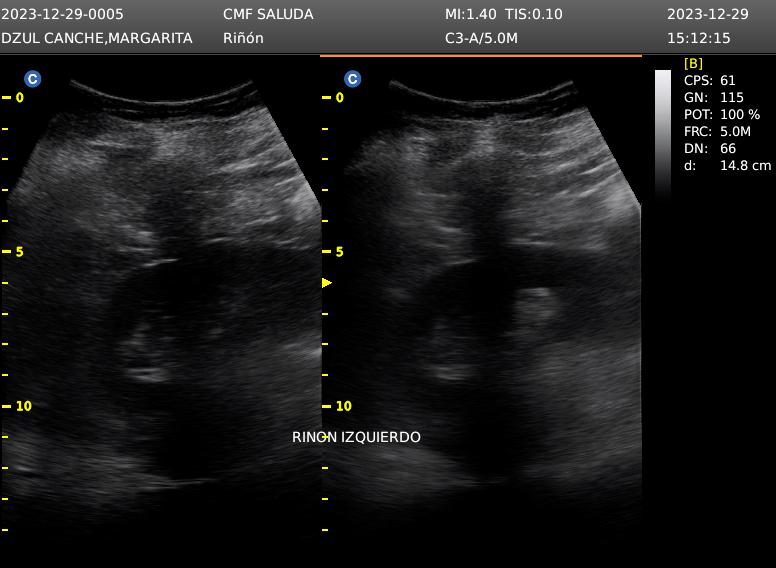 2023-12-29-0005 CMF SALUDA MI:1.40 TIS:0.10 2023-12-29
DZUL CANCHE,MARGARITA Riñón C3-A/5.0M 15:12:15
C C [B]
0 0 CPS: 61
GN: 115
POT: 100 %
FRC: 5.0M
DN: 66
d: 14.8 cm
5 5
10 10
RINON IZQUIERDO